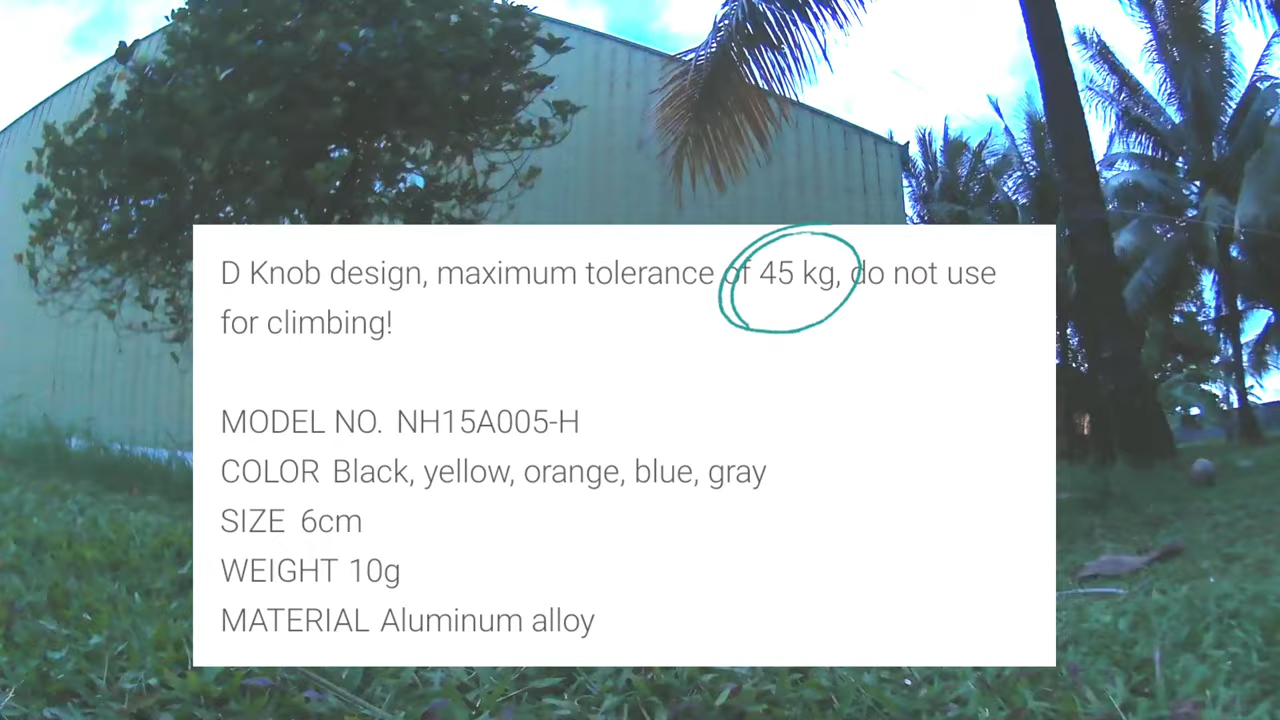 D Knob design, maximum tolerance of 45 kg, do not use
for climbing!
MODEL NO. NH15A005-H
COLOR Black, yellow, orange, blue, gray
SIZE 6cm
WEIGHT 10g
MATERIAL Aluminum alloy